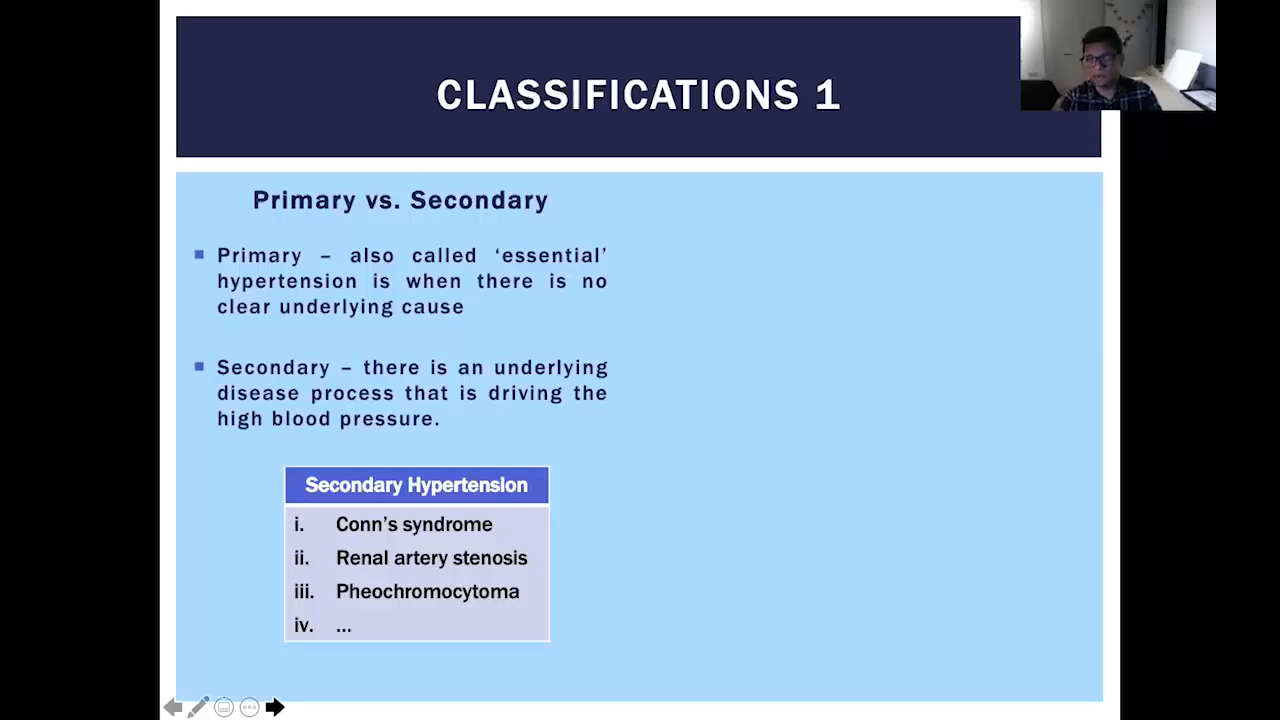 CLASSIFICATIONS 1
Primary vs. Secondary
Primary – also called ‘essential’
hypertension is when there is no
clear underlying cause
Secondary – there is an underlying
disease process that is driving the
high blood pressure.
Secondary Hypertension
i. Conn’s syndrome
ii. Renal artery stenosis
iii. Pheochromocytoma
iv. ...